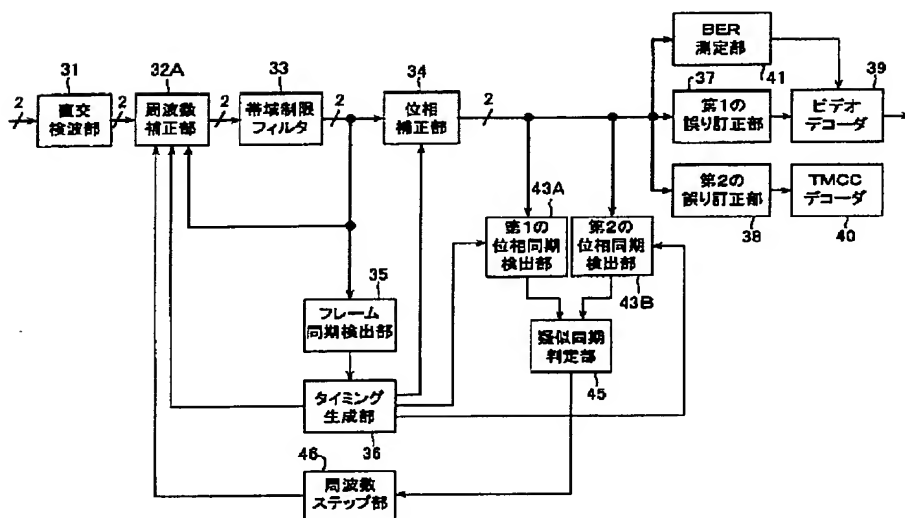 31
2
直交
検波部
32A
2
周波数
補正部
33
2
帯域制限
フィルタ
34
2
位相
補正部
2
BER
測定部
41
37
第1の
誤り訂正部
39
ビデオ
デコーダ
第2の
誤り訂正部
38
TMCC
デコーダ
40
43A
第1の
位相同期
検出部
第2の
位相同期
検出部
43B
35
フレーム
同期検出部
疑似同期
判定部
45
タイミング
生成部
36
46
周波数
ステップ部